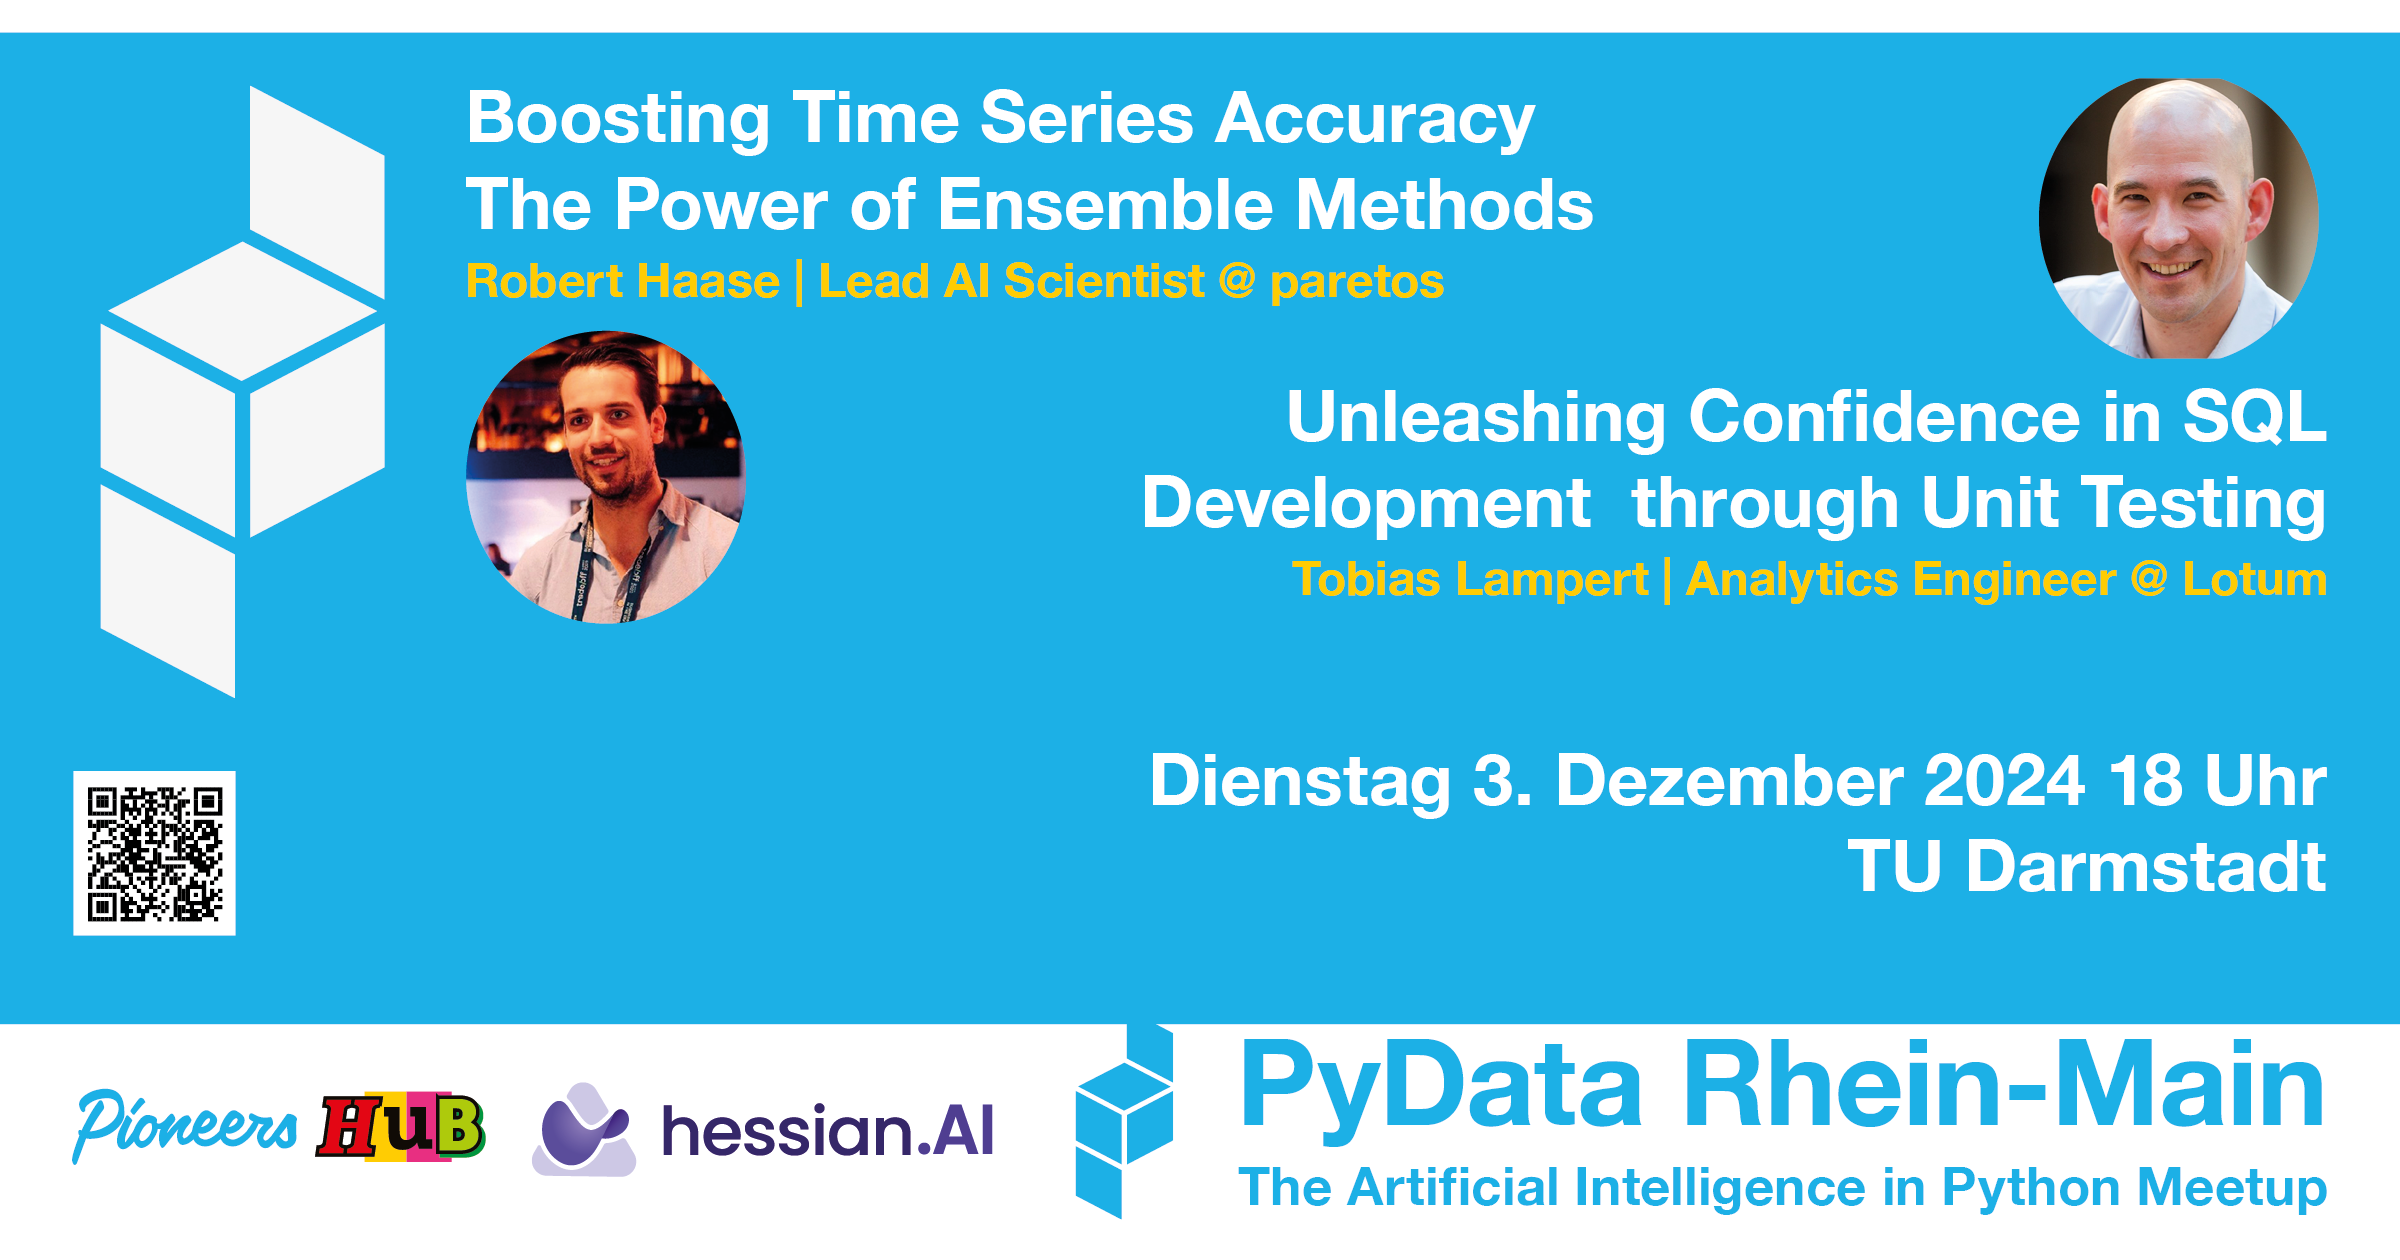 Boosting Time Series Accuracy
The Power of Ensemble Methods
Robert Haase | Lead AI Scientist @ paretos
Unleashing Confidence in SQL
Development through Unit Testing
Tobias Lampert | Analytics Engineer @ Lotum
Dienstag 3. Dezember 2024 18 Uhr
TU Darmstadt
Pioneers HuB
hessian.AI
PyData Rhein-Main
The Artificial Intelligence in Python Meetup